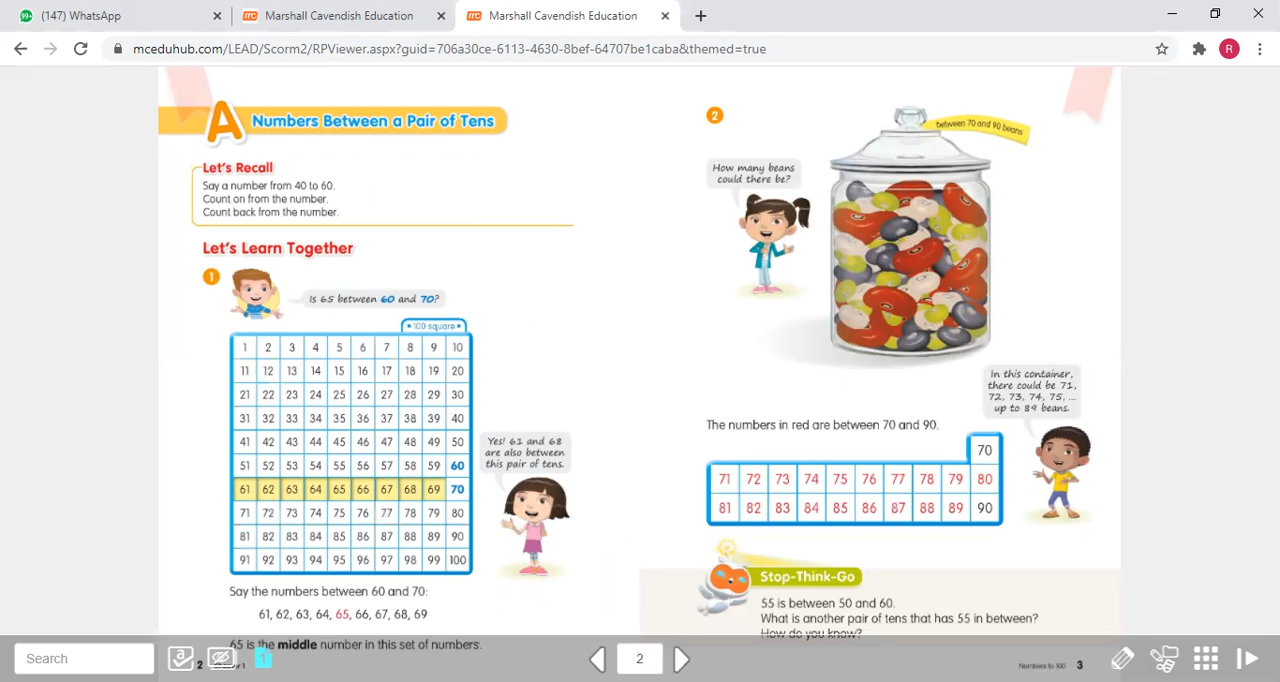 (147) WhatsApp
Marshall Cavendish Education
Marshall Cavendish Education
mceduhub.com/LEAD/Scorm2/RPViewer.aspx?guid=706a30ce-6113-4630-8bef-64707be1caba&themed=true
R
A
Numbers Between a Pair of Tens
Let's Recall
Say a number from 40 to 60.
Count on from the number.
Count back from the number.
Let's Learn Together
1
Is 65 between 60 and 70?
• 100 square •
1 2 3 4 5 6 7 8 9 10
11 12 13 14 15 16 17 18 19 20
21 22 23 24 25 26 27 28 29 30
31 32 33 34 35 36 37 38 39 40
41 42 43 44 45 46 47 48 49 50
51 52 53 54 55 56 57 58 59 60
61 62 63 64 65 66 67 68 69 70
71 72 73 74 75 76 77 78 79 80
81 82 83 84 85 86 87 88 89 90
91 92 93 94 95 96 97 98 99 100
Yes! 61 and 68
are also between
this pair of tens.
Say the numbers between 60 and 70:
61, 62, 63, 64, 65, 66, 67, 68, 69
65 is the middle number in this set of numbers.
2
2
between 70 and 90 beans
How many beans
could there be?
In this container,
there could be 71,
72, 73, 74, 75, ...
up to 89 beans.
The numbers in red are between 70 and 90.
70
71 72 73 74 75 76 77 78 79 80
81 82 83 84 85 86 87 88 89 90
Stop-Think-Go
55 is between 50 and 60.
What is another pair of tens that has 55 in between?
How do you know?
Numbers to 100 3
Search
1
2